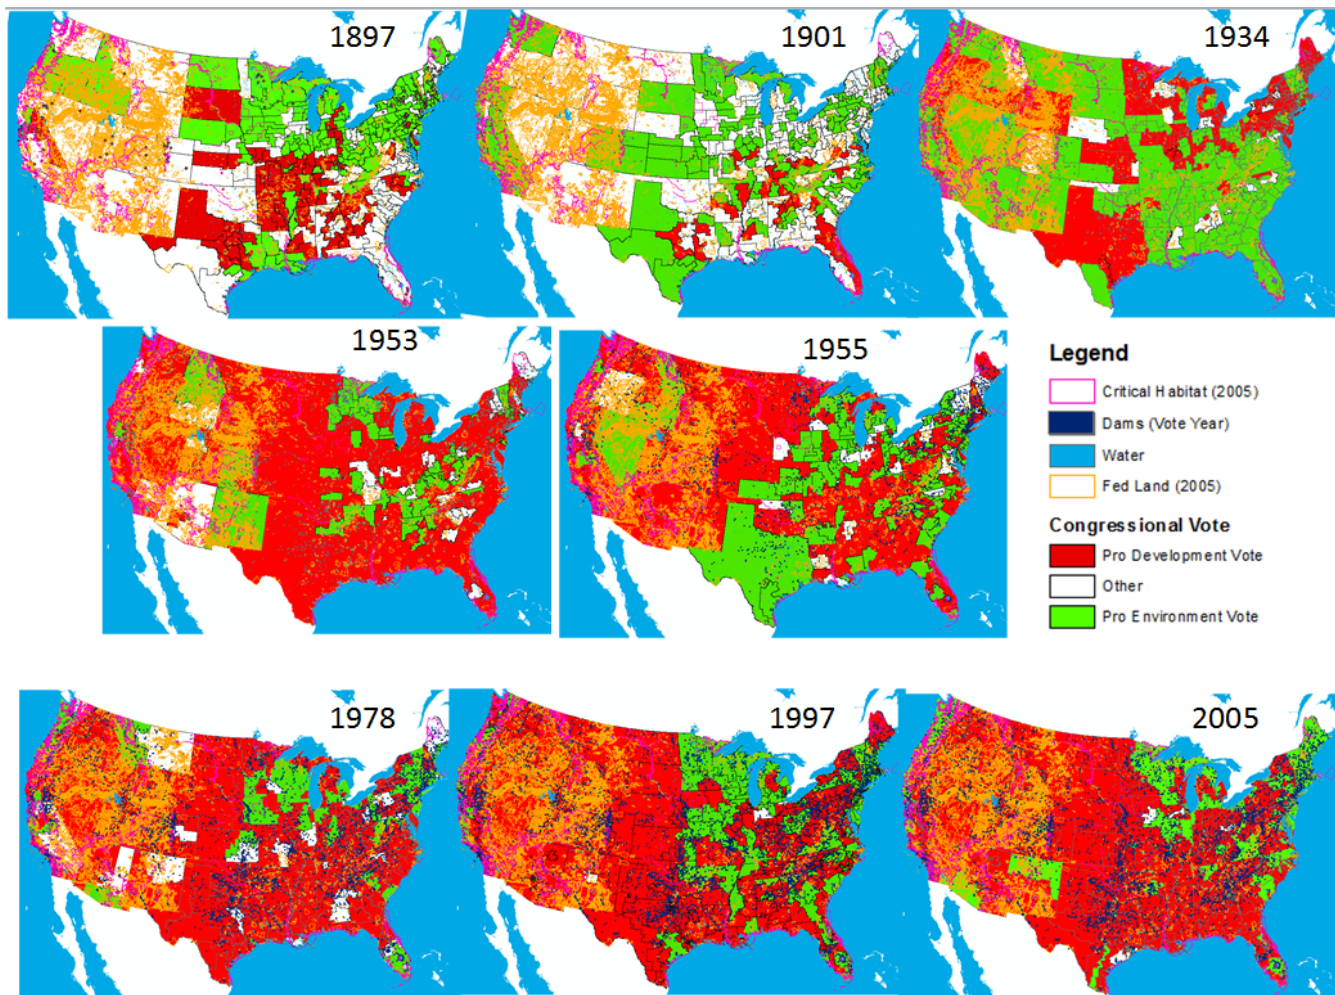 1897
1901
1934
1953
1955
Legend
Critical Habitat (2005)
Dams (Vote Year)
Water
Fed Land (2005)
Congressional Vote
Pro Development Vote
Other
Pro Environment Vote
1978
1997
2005